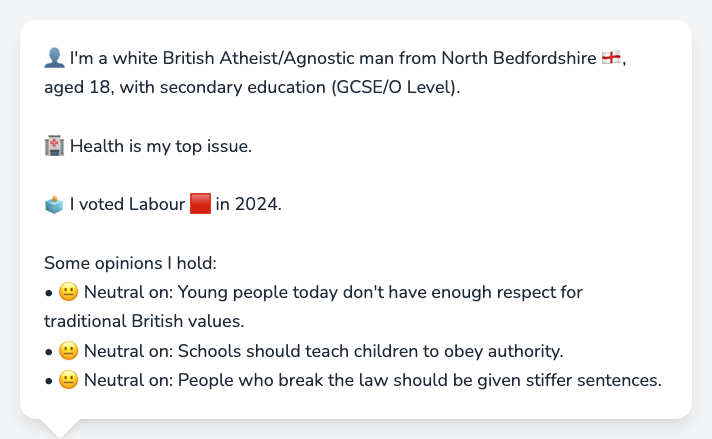 👤 I'm a white British Atheist/Agnostic man from North Bedfordshire 🏴󠁧󠁢󠁥󠁮󠁧󠁿,
aged 18, with secondary education (GCSE/O Level).
🏥 Health is my top issue.
🗳️ I voted Labour 🟥 in 2024.
Some opinions I hold:
• 😐 Neutral on: Young people today don't have enough respect for
traditional British values.
• 😐 Neutral on: Schools should teach children to obey authority.
• 😐 Neutral on: People who break the law should be given stiffer sentences.